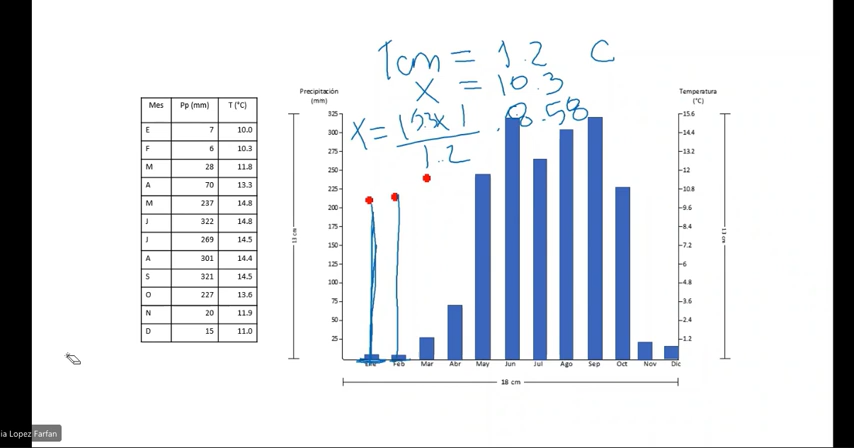 1cm = 1.2 C
x = 10.3
x = 10.3x1 8.58
1.2
Mes Pp (mm) T (°C)
E 7 10.0
F 6 10.3
M 28 11.8
A 70 13.3
M 237 14.8
J 322 14.8
J 269 14.5
A 301 14.4
S 321 14.5
O 227 13.6
N 20 11.9
D 15 11.0
Precipitación
(mm)
325
300
275
250
225
200
175
150
125
100
75
50
25
13 cm
Temperatura
(°C)
15.6
14.4
13.2
12
10.8
9.6
8.4
7.2
6
4.8
3.6
2.4
1.2
13 cm
Ene Feb Mar Abr May Jun Jul Ago Sep Oct Nov Dic
18 cm
ia Lopez Farfan